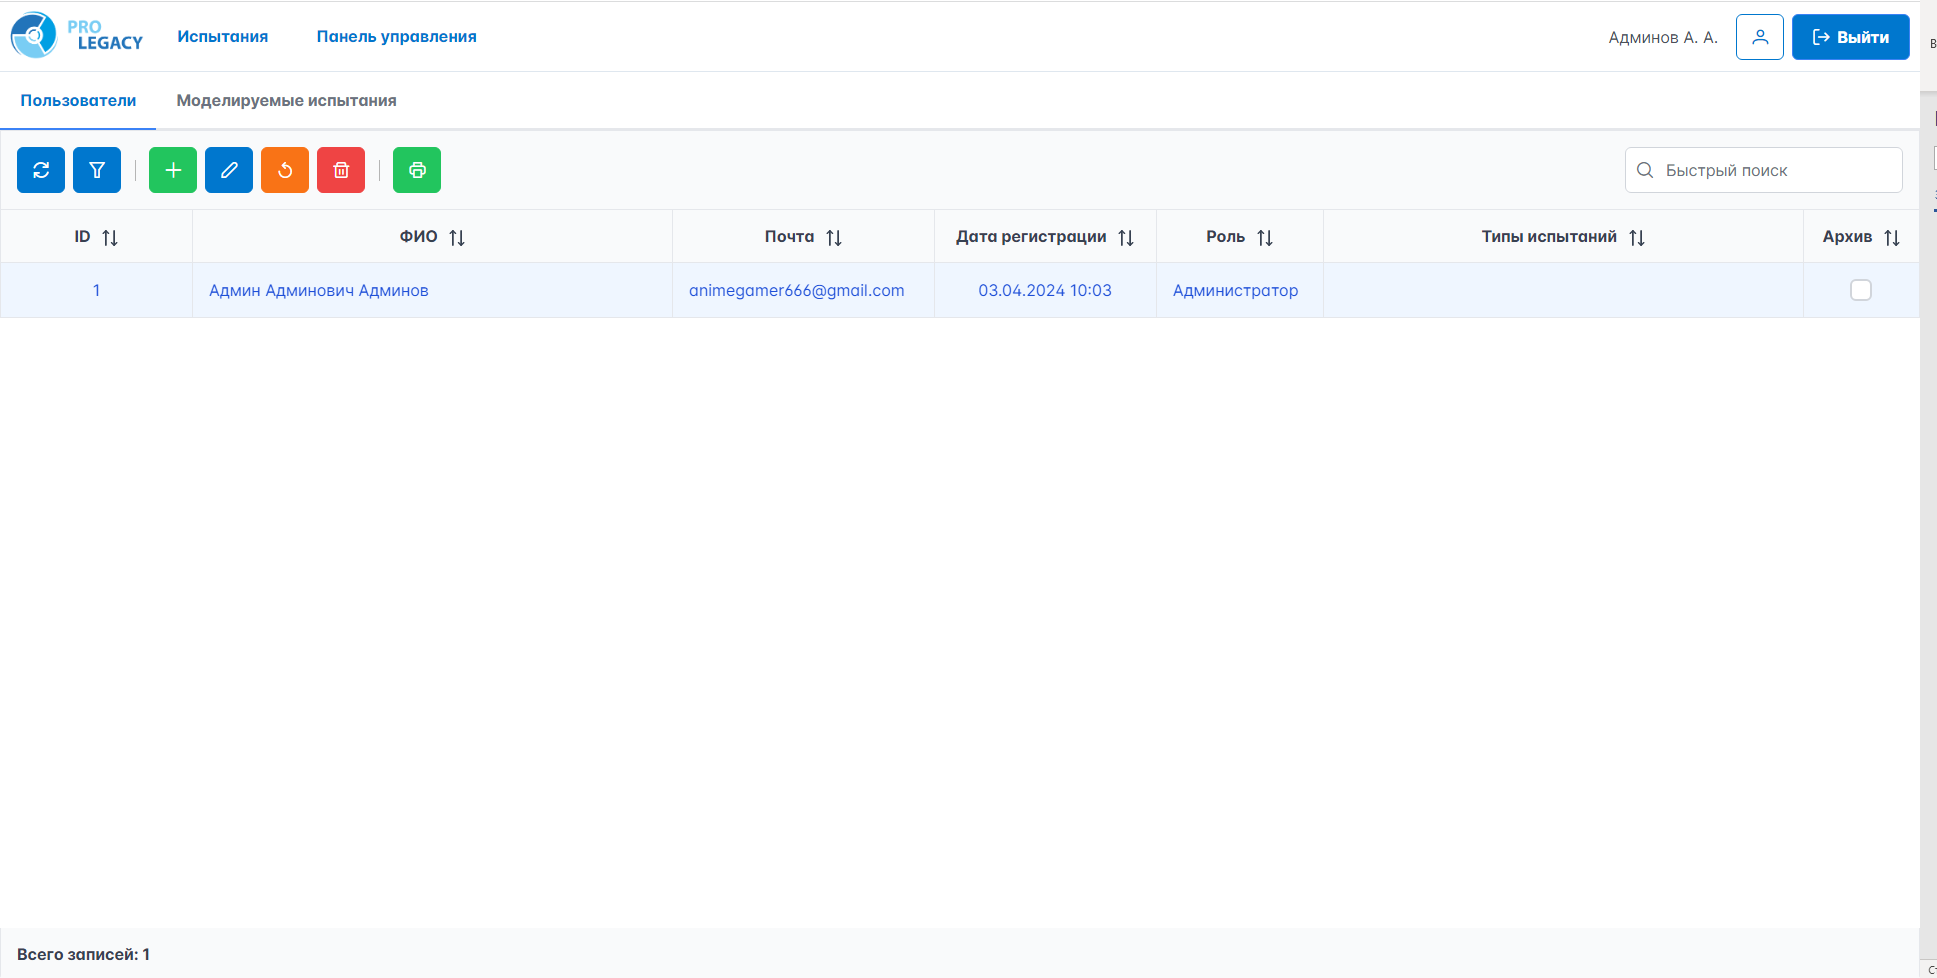 PRO
LEGACY
Испытания
Панель управления
Админов А. А.
Выйти
Пользователи
Моделируемые испытания
Быстрый поиск
ID
ФИО
Почта
Дата регистрации
Роль
Типы испытаний
Архив
1
Админ Админович Админов
animegamer666@gmail.com
03.04.2024 10:03
Администратор
Всего записей: 1